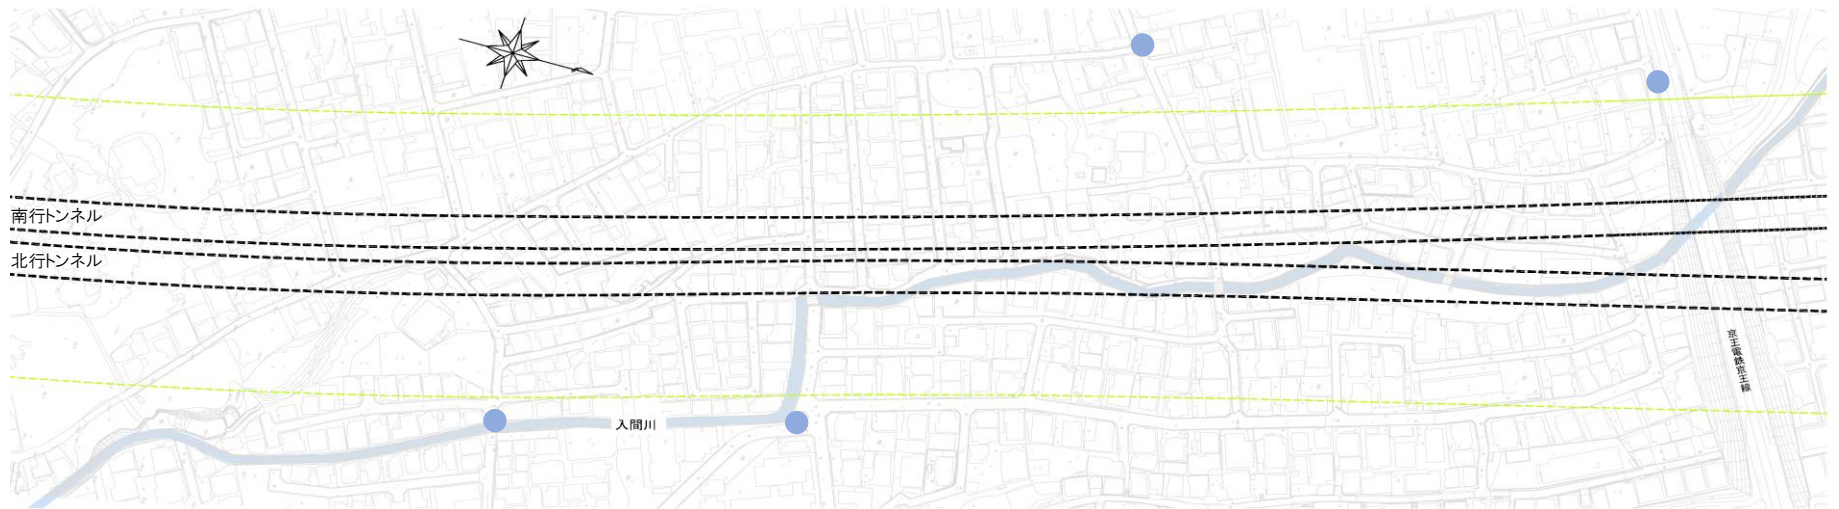 南行トンネル
北行トンネル
入間川
京王電鉄京王線